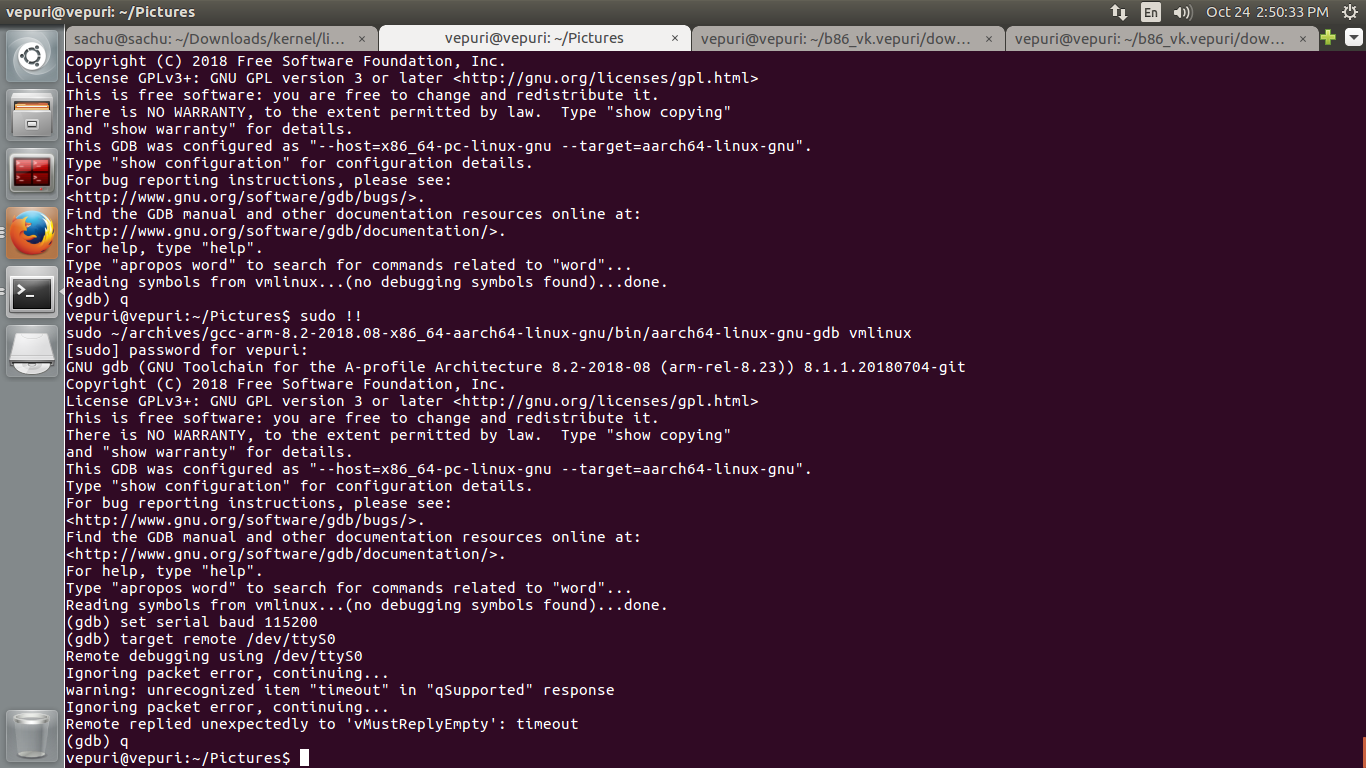 vepuri@vepuri: ~/Pictures
En
Oct 24 2:50:33 PM
sachu@sachu: ~/Downloads/kernel/li... ×
vepuri@vepuri: ~/Pictures ×
vepuri@vepuri: ~/b86_vk.vepuri/dow... ×
vepuri@vepuri: ~/b86_vk.vepuri/dow... ×
Copyright (C) 2018 Free Software Foundation, Inc.
License GPLv3+: GNU GPL version 3 or later <http://gnu.org/licenses/gpl.html>
This is free software: you are free to change and redistribute it.
There is NO WARRANTY, to the extent permitted by law.  Type "show copying"
and "show warranty" for details.
This GDB was configured as "--host=x86_64-pc-linux-gnu --target=aarch64-linux-gnu".
Type "show configuration" for configuration details.
For bug reporting instructions, please see:
<http://www.gnu.org/software/gdb/bugs/>.
Find the GDB manual and other documentation resources online at:
<http://www.gnu.org/software/gdb/documentation/>.
For help, type "help".
Type "apropos word" to search for commands related to "word"...
Reading symbols from vmlinux...(no debugging symbols found)...done.
(gdb) q
vepuri@vepuri:~/Pictures$ sudo !!
sudo ~/archives/gcc-arm-8.2-2018.08-x86_64-aarch64-linux-gnu/bin/aarch64-linux-gnu-gdb vmlinux
[sudo] password for vepuri:
GNU gdb (GNU Toolchain for the A-profile Architecture 8.2-2018-08 (arm-rel-8.23)) 8.1.1.20180704-git
Copyright (C) 2018 Free Software Foundation, Inc.
License GPLv3+: GNU GPL version 3 or later <http://gnu.org/licenses/gpl.html>
This is free software: you are free to change and redistribute it.
There is NO WARRANTY, to the extent permitted by law.  Type "show copying"
and "show warranty" for details.
This GDB was configured as "--host=x86_64-pc-linux-gnu --target=aarch64-linux-gnu".
Type "show configuration" for configuration details.
For bug reporting instructions, please see:
<http://www.gnu.org/software/gdb/bugs/>.
Find the GDB manual and other documentation resources online at:
<http://www.gnu.org/software/gdb/documentation/>.
For help, type "help".
Type "apropos word" to search for commands related to "word"...
Reading symbols from vmlinux...(no debugging symbols found)...done.
(gdb) set serial baud 115200
(gdb) target remote /dev/ttyS0
Remote debugging using /dev/ttyS0
Ignoring packet error, continuing...
warning: unrecognized item "timeout" in "qSupported" response
Ignoring packet error, continuing...
Remote replied unexpectedly to 'vMustReplyEmpty': timeout
(gdb) q
vepuri@vepuri:~/Pictures$